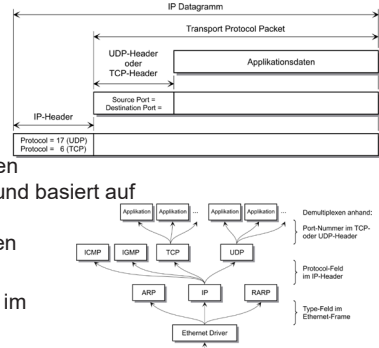 IP Datagramm
Transport Protocol Packet
UDP-Header
oder
TCP-Header
Applikationsdaten
Source Port =
Destination Port =
IP-Header
Protocol = 17 (UDP)
Protocol = 6 (TCP)
en
und basiert auf
en
im
Applikation Applikation ... Applikation Applikation ...
Demultiplexen anhand:
Port-Nummer im TCP-
oder UDP-Header
ICMP IGMP TCP UDP
Protocol-Feld
im IP-Header
ARP IP RARP
Type-Feld im
Ethernet-Frame
Ethernet Driver